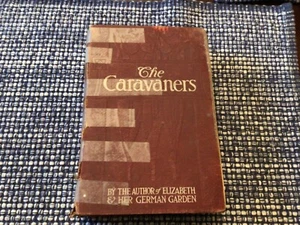 The
Caravaners
BY THE AUTHOR of ELIZABETH
& HER GERMAN GARDEN